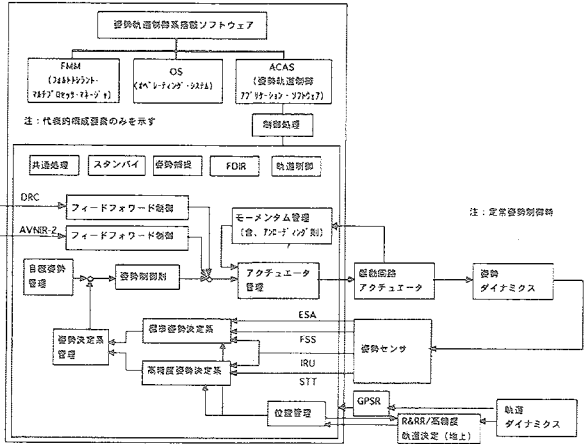 姿勢軌道制御系搭載ソフトウェア
FMM
(フォルトトレラント・
マルチプロセッサ・マネージャ)
OS
(オペレーティング・システム)
ACAS
(姿勢軌道制御
アプリケーション・ソフトウェア)
注：代表的構成要素のみを示す
制御処理
共通処理
スタンバイ
姿勢捕捉
FDIR
軌道制御
DRC
フィードフォワード制御
AVNIR-2
フィードフォワード制御
モーメンタム管理
(含、アンローディング則)
注：定常姿勢制御時
目標姿勢
管理
姿勢制御則
アクチュエータ
管理
駆動回路
アクチュエータ
姿勢
ダイナミクス
姿勢決定系
管理
標準姿勢決定系
高精度姿勢決定系
ESA
FSS
IRU
STT
姿勢センサ
位置管理
GPSR
R&RR/高精度
軌道決定（地上）
軌道
ダイナミクス